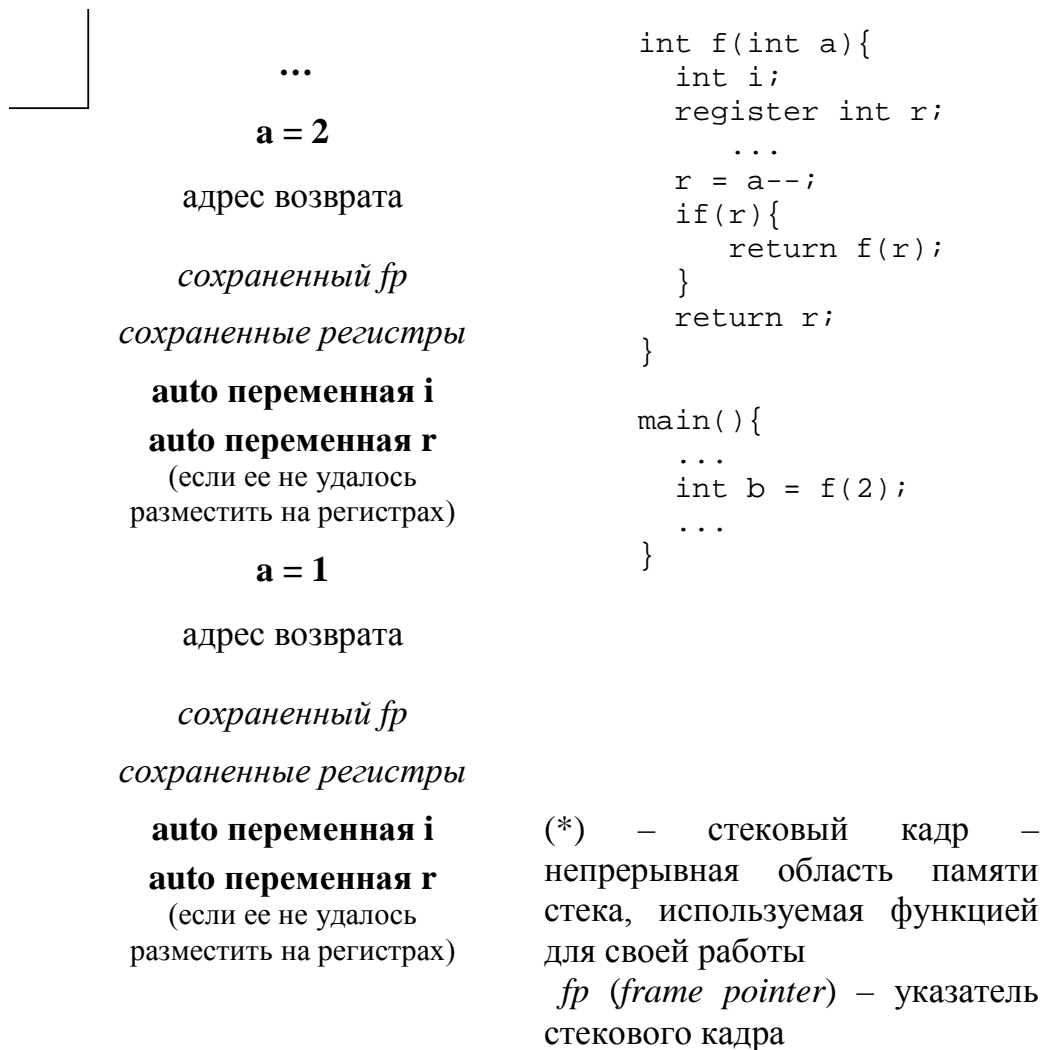 ...
a = 2
адрес возврата
сохраненный fp
сохраненные регистры
auto переменная i
auto переменная r
(если ее не удалось
разместить на регистрах)
a = 1
адрес возврата
сохраненный fp
сохраненные регистры
auto переменная i
auto переменная r
(если ее не удалось
разместить на регистрах)
int f(int a){
int i;
register int r;
...
r = a--;
if(r){
return f(r);
}
return r;
}
main(){
...
int b = f(2);
...
}
(*) – стековый кадр –
непрерывная область памяти
стека, используемая функцией
для своей работы
fp (frame pointer) – указатель
стекового кадра